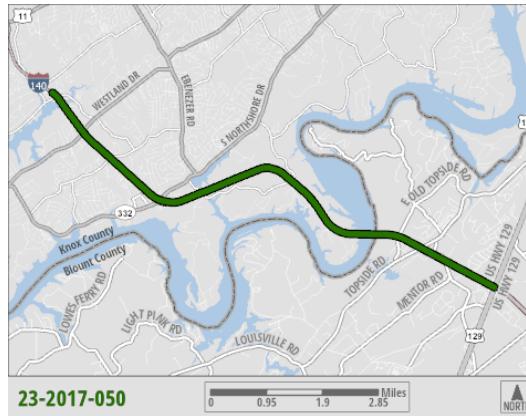 11
140
WESTLAND DR
EBENEZER RD
S NORTHSHORE DR
1
E OLD TOPSIDE RD
332
Knox County
Blount County
US HWY 129
US HWY 129
TOPSIDE RD
MENTOR RD
LOWES FERRY RD
LIGHT PINK RD
LOUISVILLE RD
129
23-2017-050
Miles
0 0.95 1.9 2.85
NORTH